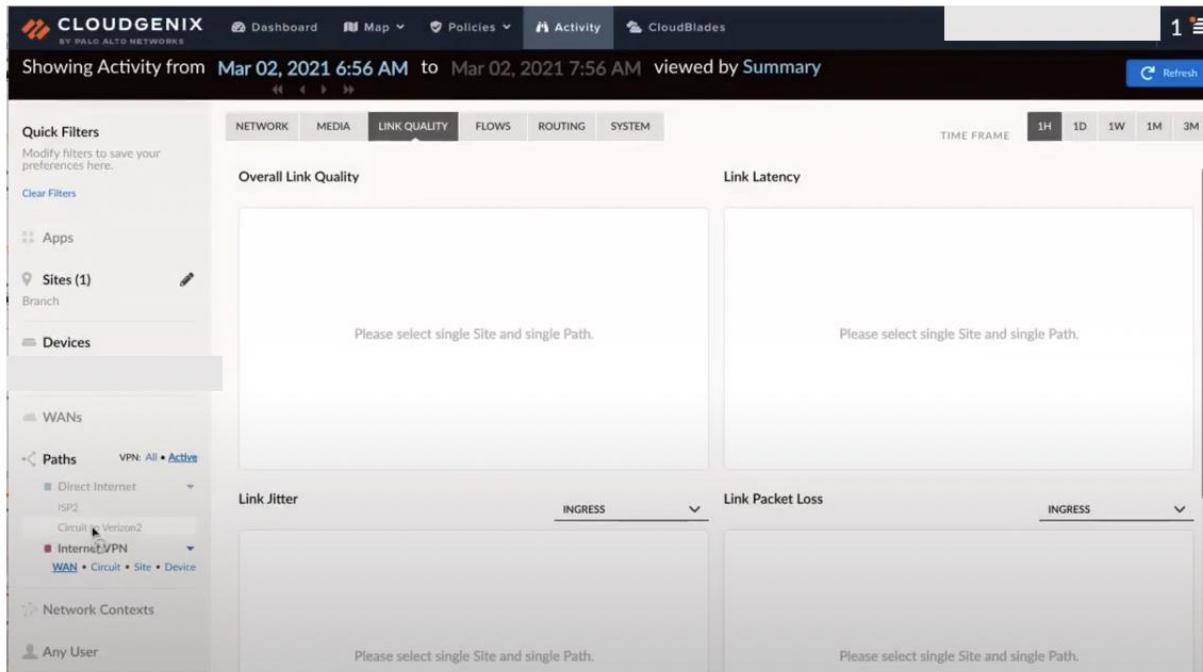 CLOUDGENIX
BY PALO ALTO NETWORKS
Dashboard Map Policies Activity CloudBlades
1
Showing Activity from Mar 02, 2021 6:56 AM to Mar 02, 2021 7:56 AM viewed by Summary
Refresh
Quick Filters
Modify filters to save your
preferences here.
Clear Filters
Apps
Sites (1)
Branch
Devices
WANs
Paths VPN: All • Active
Direct Internet
ISP2
Circuit to Verizon2
Internet VPN
WAN • Circuit • Site • Device
Network Contexts
Any User
NETWORK MEDIA LINK QUALITY FLOWS ROUTING SYSTEM
TIME FRAME 1H 1D 1W 1M 3M
Overall Link Quality
Please select single Site and single Path.
Link Latency
Please select single Site and single Path.
Link Jitter INGRESS
Please select single Site and single Path.
Link Packet Loss INGRESS
Please select single Site and single Path.